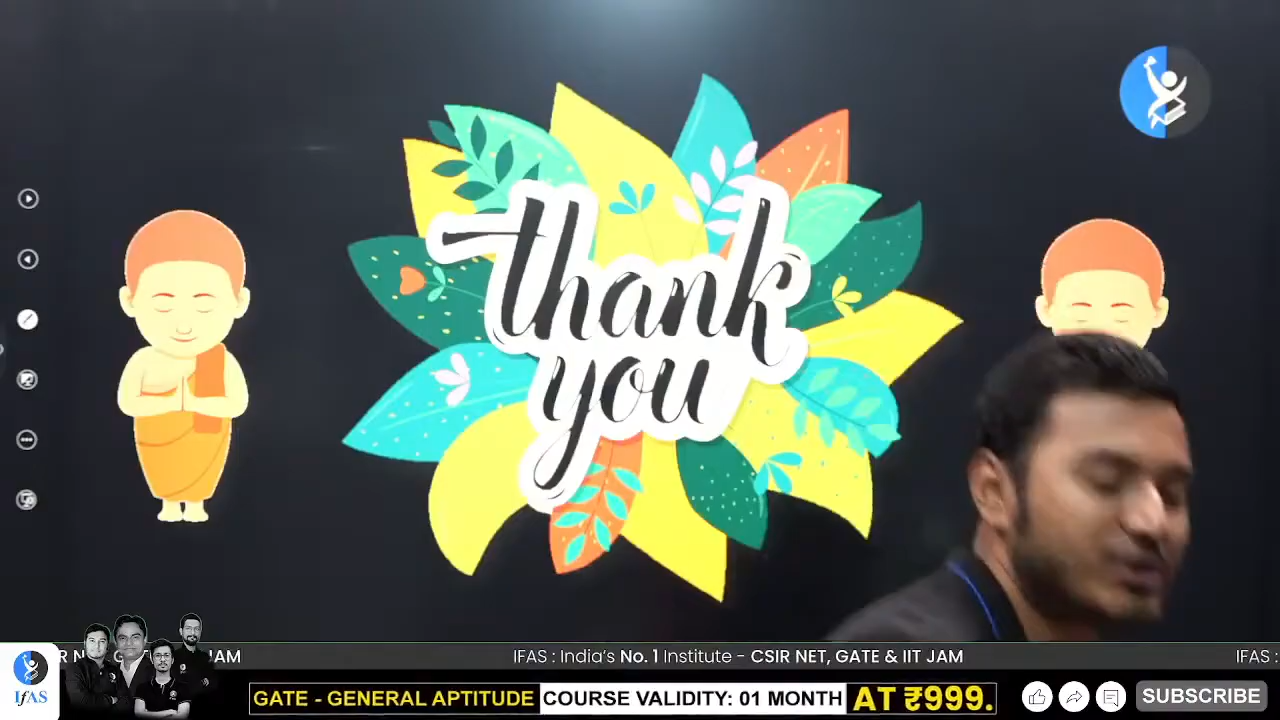 thank
you
R N
G
JAM
IFAS : India's No. 1 Institute - CSIR NET, GATE & IIT JAM
IFAS :
IfAS
GATE - GENERAL APTITUDE COURSE VALIDITY: 01 MONTH AT ₹999.
SUBSCRIBE